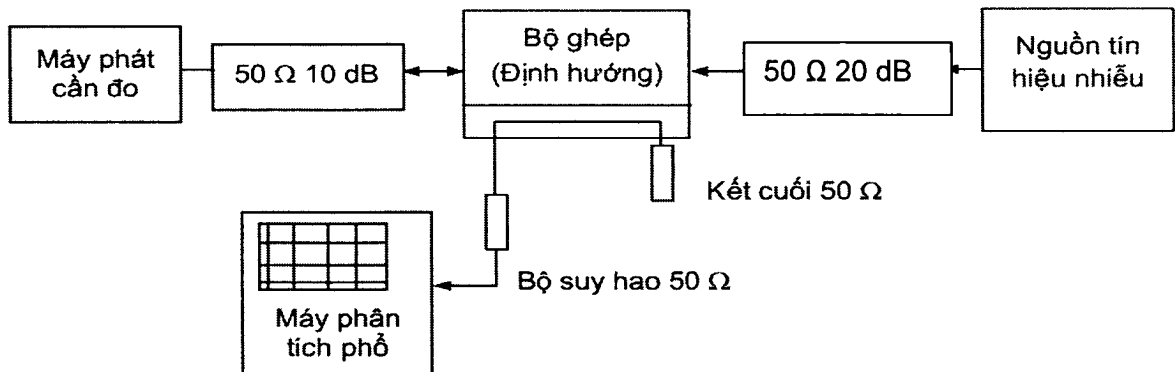 Máy phát
cần đo
50 Ω 10 dB
Bộ ghép
(Định hướng)
50 Ω 20 dB
Nguồn tín
hiệu nhiễu
Kết cuối 50 Ω
Bộ suy hao 50 Ω
Máy phân
tích phổ